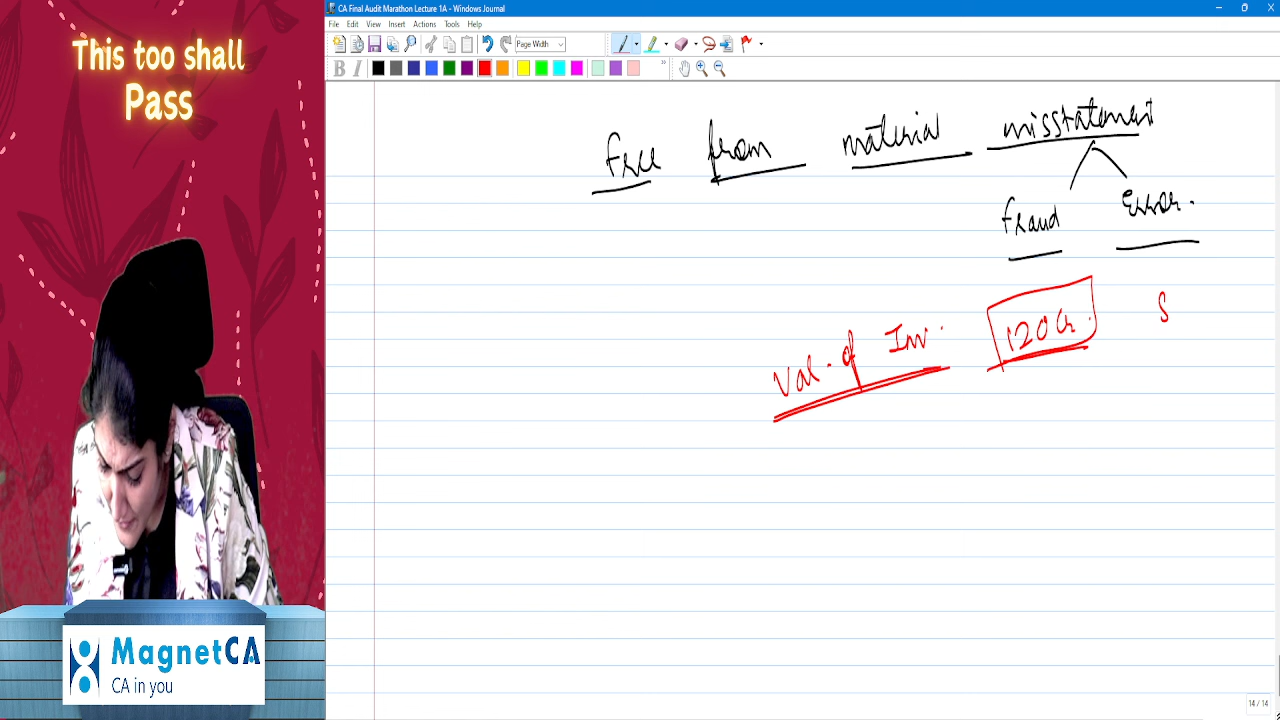 This too shall
Pass
CA Final Audit Marathon Lecture 1A - Windows Journal
File Edit View Insert Actions Tools Help
Page Width
B I
free from material misstatement
fraud Error.
Val. of Inv. 120 Cr. S
MagnetCA
CA in you
14 / 14